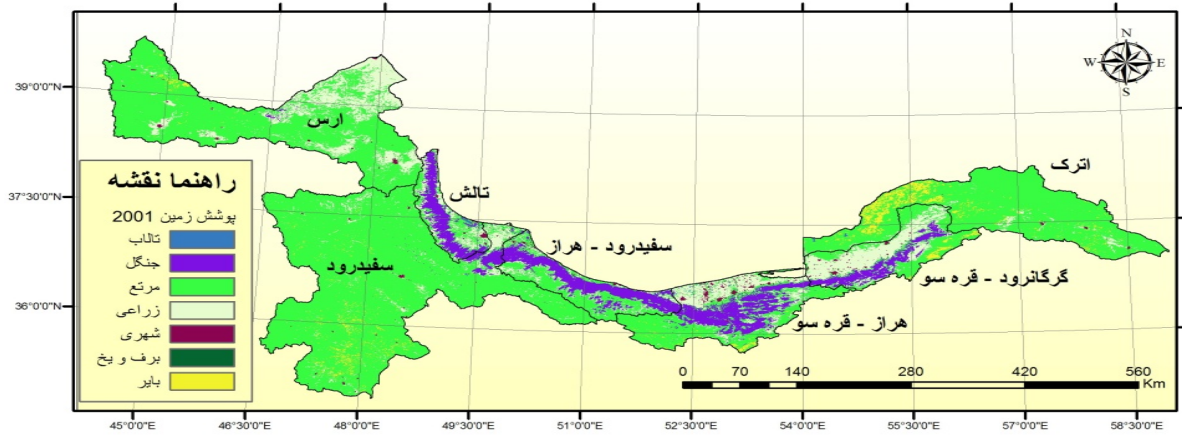 N
W E
S
39°0'0"N
37°30'0"N
36°0'0"N
ارس
تالش
سفیدرود
سفیدرود - هراز
هراز - قره سو
گرگانرود - قره سو
اترک
راهنما نقشه
پوشش زمین 2001
تالاب
جنگل
مرتع
زراعی
شهری
برف و یخ
بایر
0 70 140 280 420 560
Km
45°0'0"E 46°30'0"E 48°0'0"E 49°30'0"E 51°0'0"E 52°30'0"E 54°0'0"E 55°30'0"E 57°0'0"E 58°30'0"E